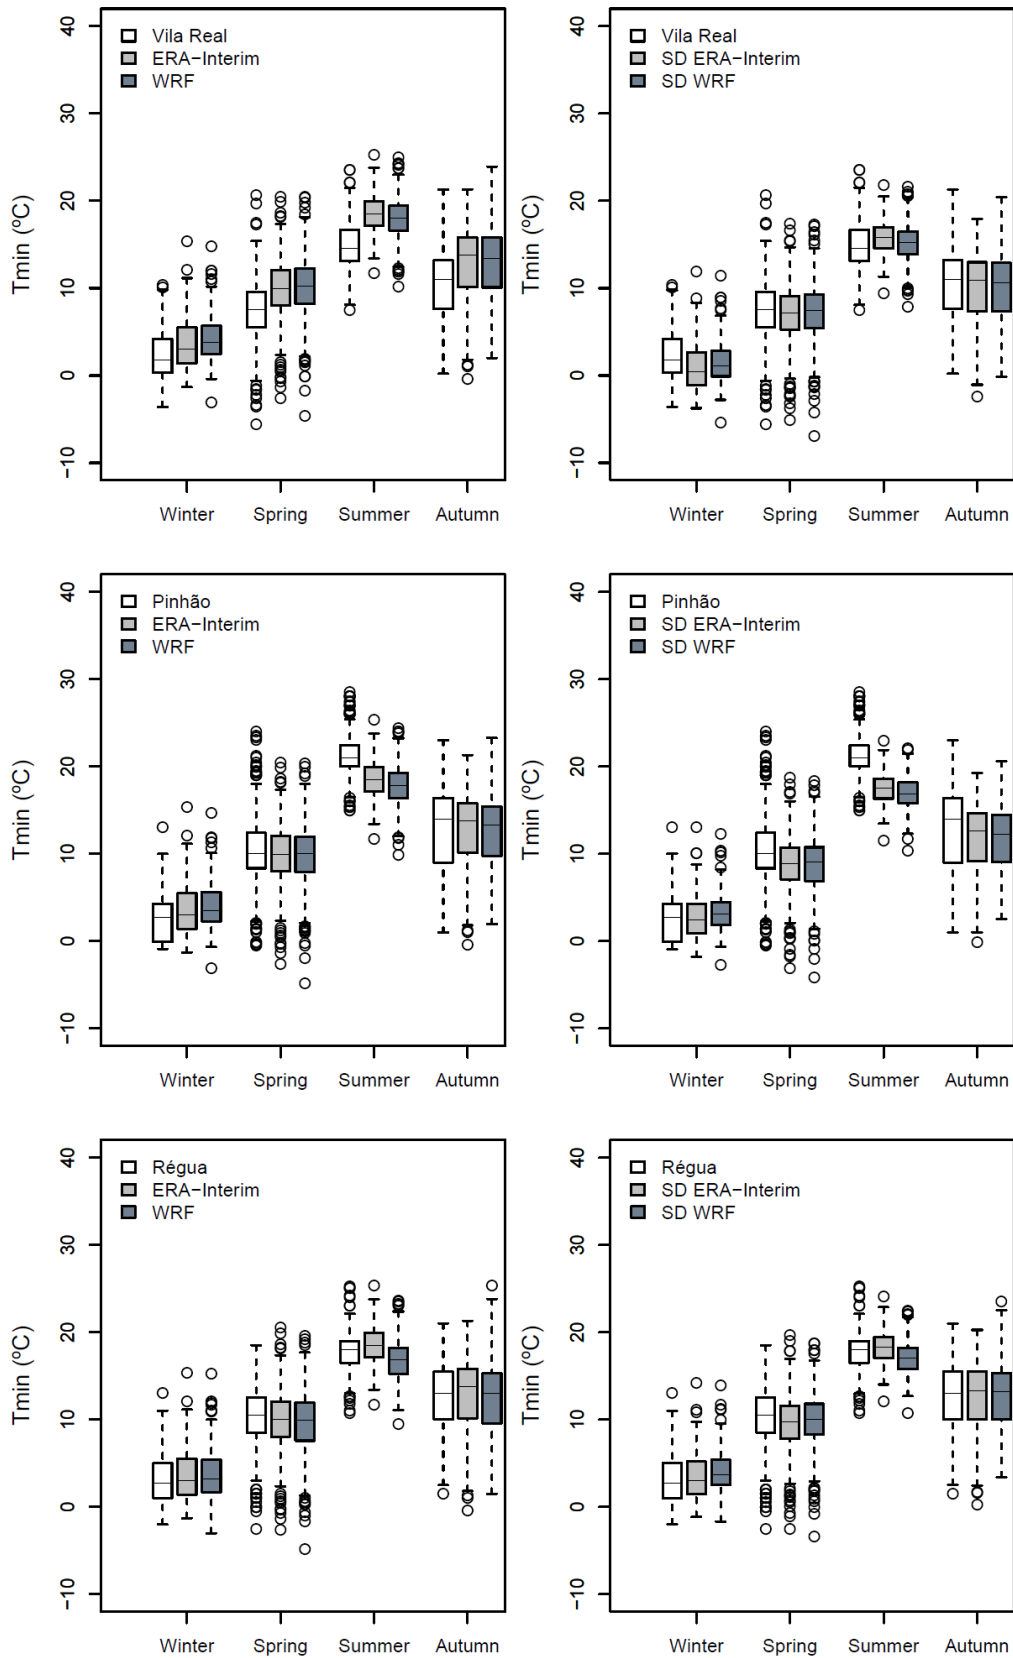 Tmin (ºC)
40
30
20
10
0
−10
Vila Real
ERA−Interim
WRF
Winter
Spring
Summer
Autumn
Tmin (ºC)
40
30
20
10
0
−10
Vila Real
SD ERA−Interim
SD WRF
Winter
Spring
Summer
Autumn
Tmin (ºC)
40
30
20
10
0
−10
Pinhão
ERA−Interim
WRF
Winter
Spring
Summer
Autumn
Tmin (ºC)
40
30
20
10
0
−10
Pinhão
SD ERA−Interim
SD WRF
Winter
Spring
Summer
Autumn
Tmin (ºC)
40
30
20
10
0
−10
Régua
ERA−Interim
WRF
Winter
Spring
Summer
Autumn
Tmin (ºC)
40
30
20
10
0
−10
Régua
SD ERA−Interim
SD WRF
Winter
Spring
Summer
Autumn